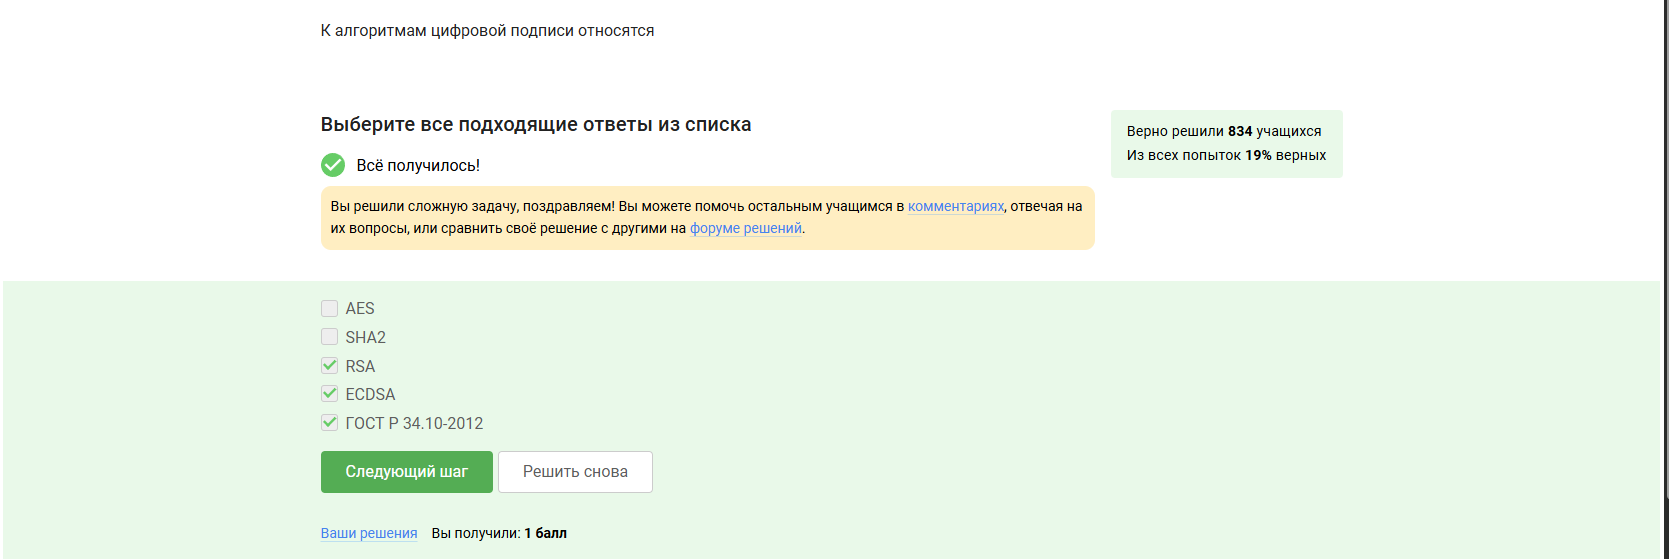 К алгоритмам цифровой подписи относятся
Выберите все подходящие ответы из списка
Всё получилось!
Вы решили сложную задачу, поздравляем! Вы можете помочь остальным учащимся в комментариях, отвечая на
их вопросы, или сравнить своё решение с другими на форуме решений.
Верно решили 834 учащихся
Из всех попыток 19% верных
AES
SHA2
RSA
ECDSA
ГОСТ Р 34.10-2012
Следующий шаг
Решить снова
Ваши решения Вы получили: 1 балл